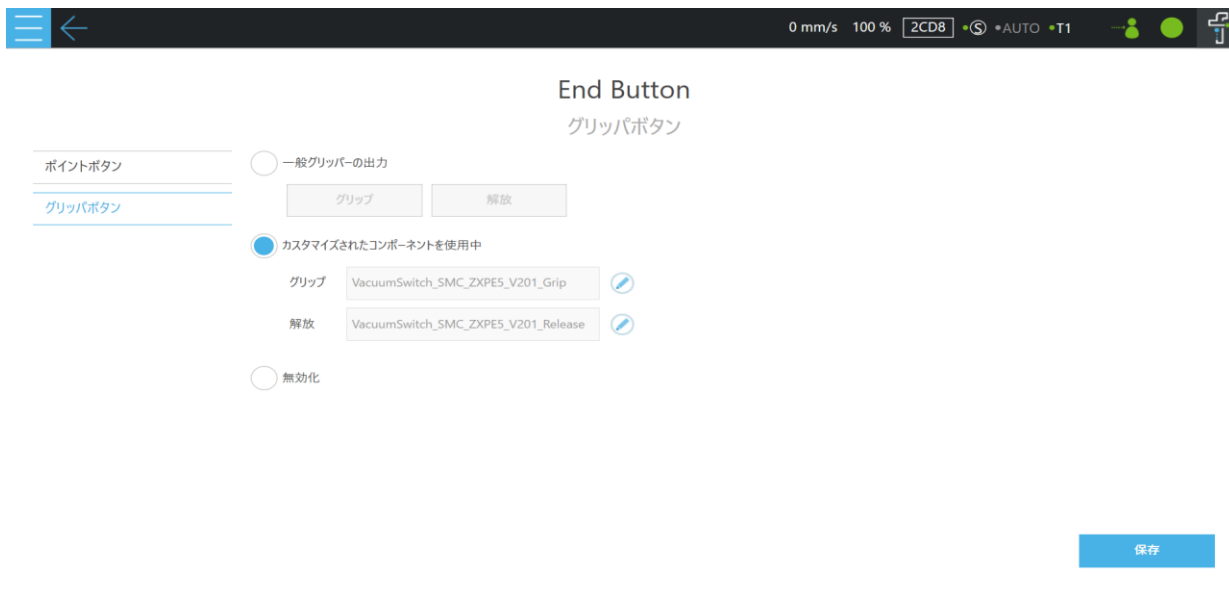 0 mm/s 100 % 2CD8 •Ⓢ •AUTO •T1
End Button
グリッパボタン
ポイントボタン
グリッパボタン
一般グリッパーの出力
グリップ 解放
カスタマイズされたコンポーネントを使用中
グリップ VacuumSwitch_SMC_ZXPE5_V201_Grip
解放 VacuumSwitch_SMC_ZXPE5_V201_Release
無効化
保存